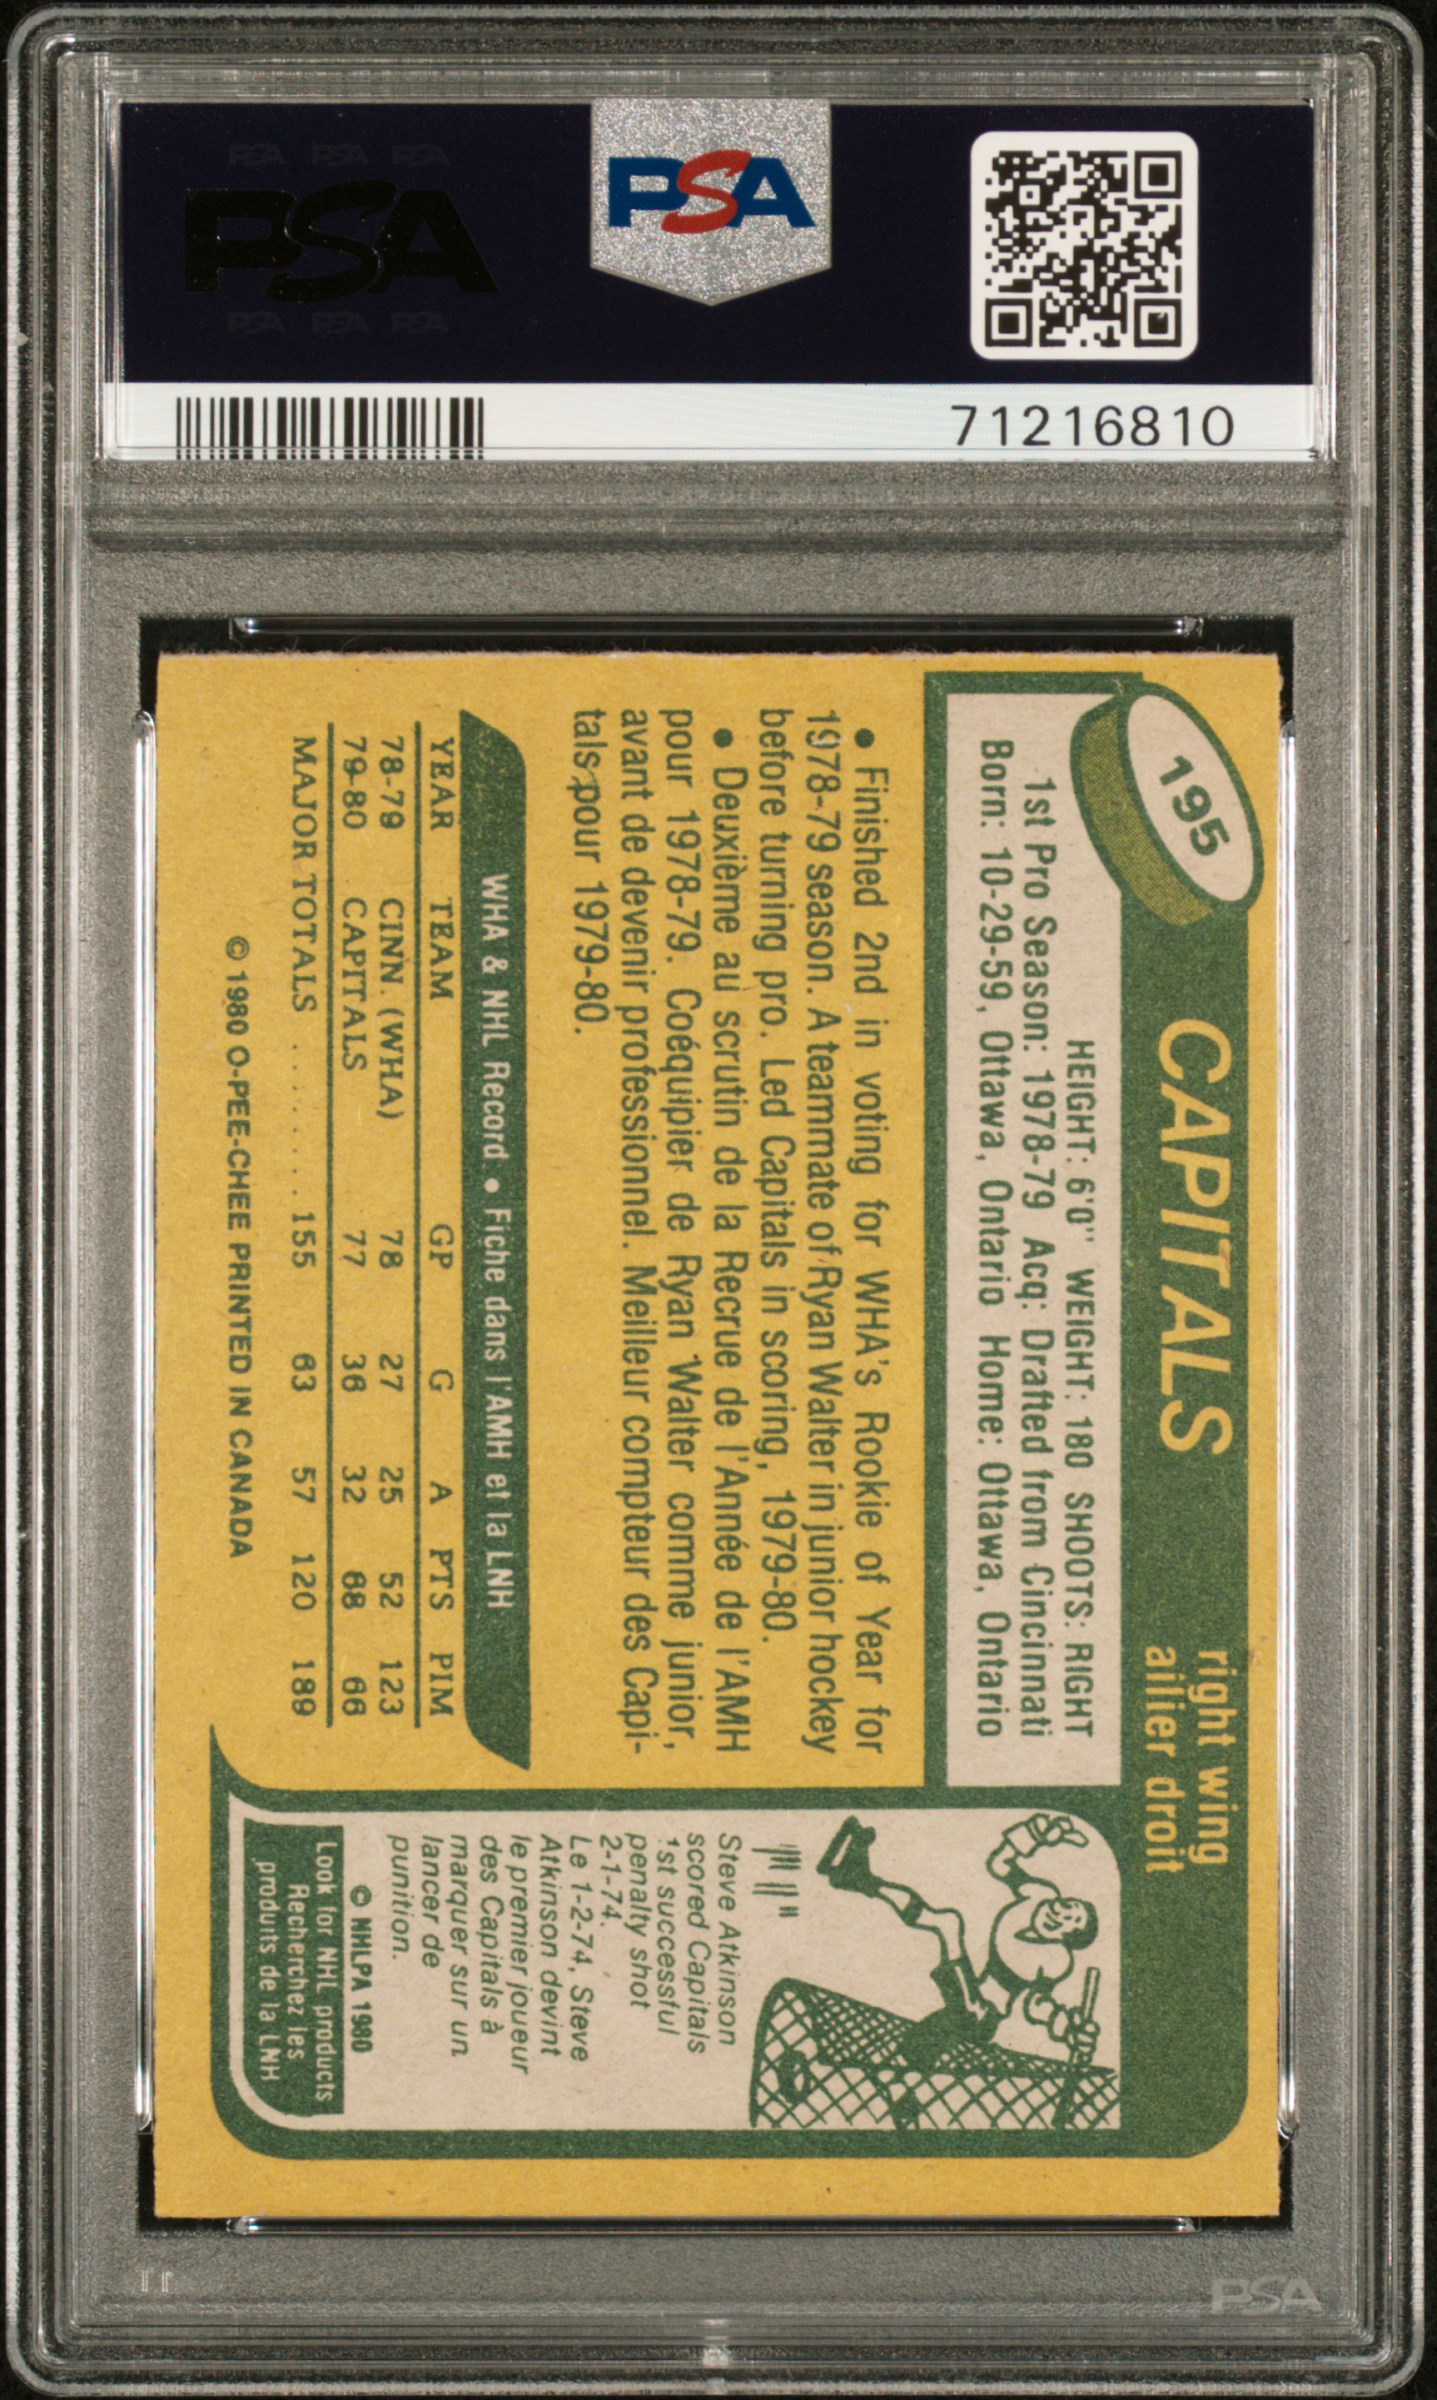 PSA PSA PSA
PSA
PSA PSA PSA
PSA
71216810
195
CAPITALS
right wing
ailier droit
HEIGHT: 6'0" WEIGHT: 180 SHOOTS: RIGHT
1st Pro Season: 1978-79 Acq: Drafted from Cincinnati
Born: 10-29-59, Ottawa, Ontario Home: Ottawa, Ontario
● Finished 2nd in voting for WHA's Rookie of Year for
1978-79 season. A teammate of Ryan Walter in junior hockey
before turning pro. Led Capitals in scoring, 1979-80.
● Deuxième au scrutin de la Recrue de l'Année de l'AMH
pour 1978-79. Coéquipier de Ryan Walter comme junior,
avant de devenir professionnel. Meilleur compteur des Capi-
tals pour 1979-80.
WHA & NHL Record. • Fiche dans l'AMH et la LNH
YEAR TEAM GP G A PTS PIM
78-79 CINN. (WHA) 78 27 25 52 123
79-80 CAPITALS 77 36 32 68 66
MAJOR TOTALS . . . . . . . 155 63 57 120 189
© 1980 O-PEE-CHEE PRINTED IN CANADA
Steve Atkinson
scored Capitals
1st successful
penalty shot
2-1-74.
Le 1-2-74, Steve
Atkinson devint
le premier joueur
des Capitals à
marquer sur un
lancer de
punition.
© NHLPA 1980
Look for NHL products
Recherchez les
produits de la LNH
PSA